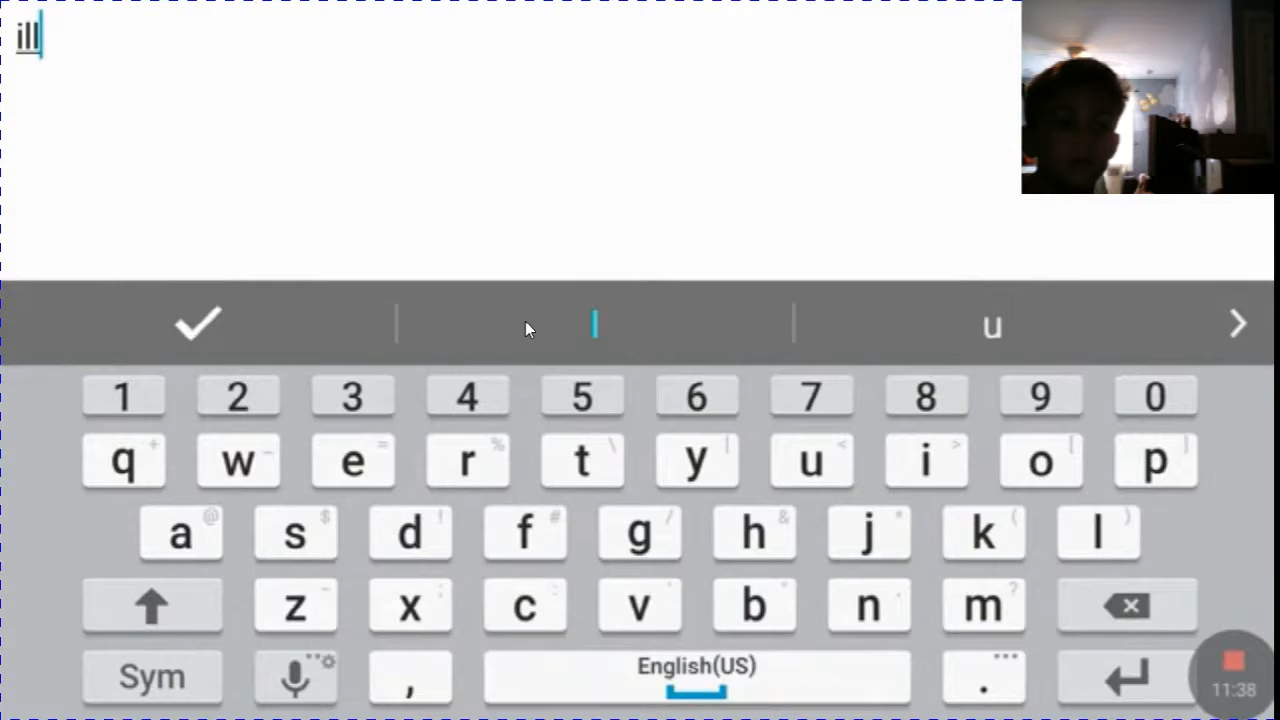 ill
l u
1 2 3 4 5 6 7 8 9 0
q + w e = r % t \ y | u < i > o [ p ]
a @ s $ d ! f # g / h & j * k ( l )
z x ; c : v b n m ?
Sym , English(US) .
11:38